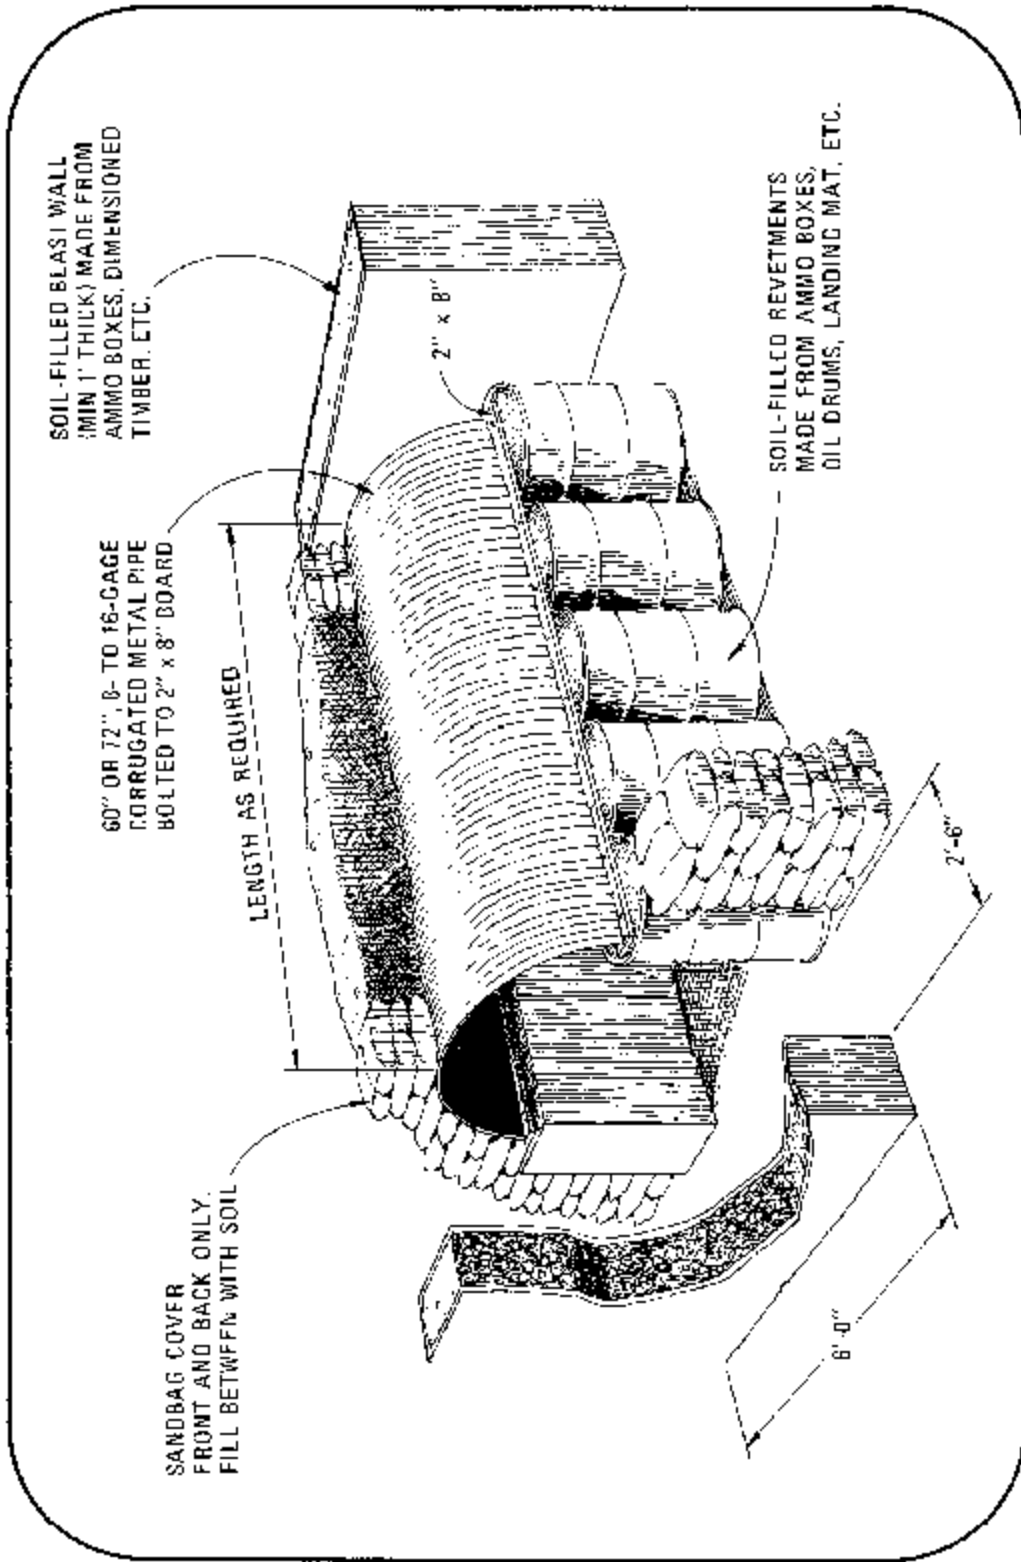 SOIL-FILLED BLAST WALL
(MIN 1' THICK) MADE FROM
AMMO BOXES, DIMENSIONED
TIMBER, ETC.
60" OR 72", 8- TO 16-GAGE
CORRUGATED METAL PIPE
BOLTED TO 2" x 8" BOARD
LENGTH AS REQUIRED
SANDBAG COVER
FRONT AND BACK ONLY.
FILL BETWEEN WITH SOIL
2" x 8"
SOIL-FILLED REVETMENTS
MADE FROM AMMO BOXES,
OIL DRUMS, LANDING MAT, ETC.
2'-6"
6'-0"